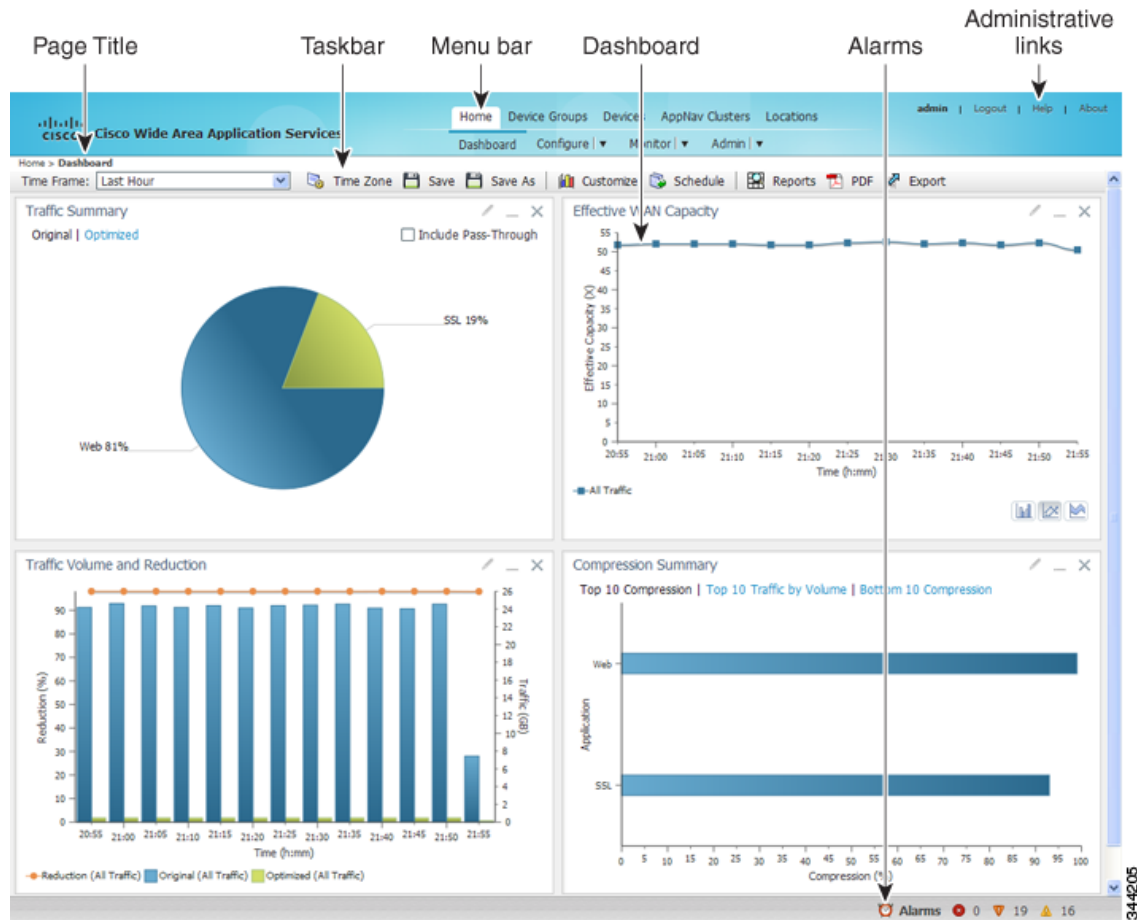 Page Title
Taskbar
Menu bar
Dashboard
Alarms
Administrative
links
cisco Cisco Wide Area Application Services
Home Device Groups Devices AppNav Clusters Locations
admin | Logout | Help | About
Dashboard Configure | Monitor | Admin |
Home > Dashboard
Time Frame: Last Hour Time Zone Save Save As | Customize Schedule | Reports PDF Export
Traffic Summary
Original | Optimized
Include Pass-Through
SSL 19%
Web 81%
Effective WAN Capacity
55
50
45
40
35
30
25
20
15
10
5
0
Effective Capacity (X)
20:55 21:00 21:05 21:10 21:15 21:20 21:25 21:30 21:35 21:40 21:45 21:50 21:55
Time (h:mm)
All Traffic
Traffic Volume and Reduction
90
80
70
60
50
40
30
20
10
0
Reduction (%)
26
24
22
20
18
16
14
12
10
8
6
4
2
0
Traffic (GB)
20:55 21:00 21:05 21:10 21:15 21:20 21:25 21:30 21:35 21:40 21:45 21:50 21:55
Time (h:mm)
Reduction (All Traffic) Original (All Traffic) Optimized (All Traffic)
Compression Summary
Top 10 Compression | Top 10 Traffic by Volume | Bottom 10 Compression
Web
SSL
Application
0 5 10 15 20 25 30 35 40 45 50 55 60 65 70 75 80 85 90 95 100
Compression (%)
Alarms 0 19 16
344205